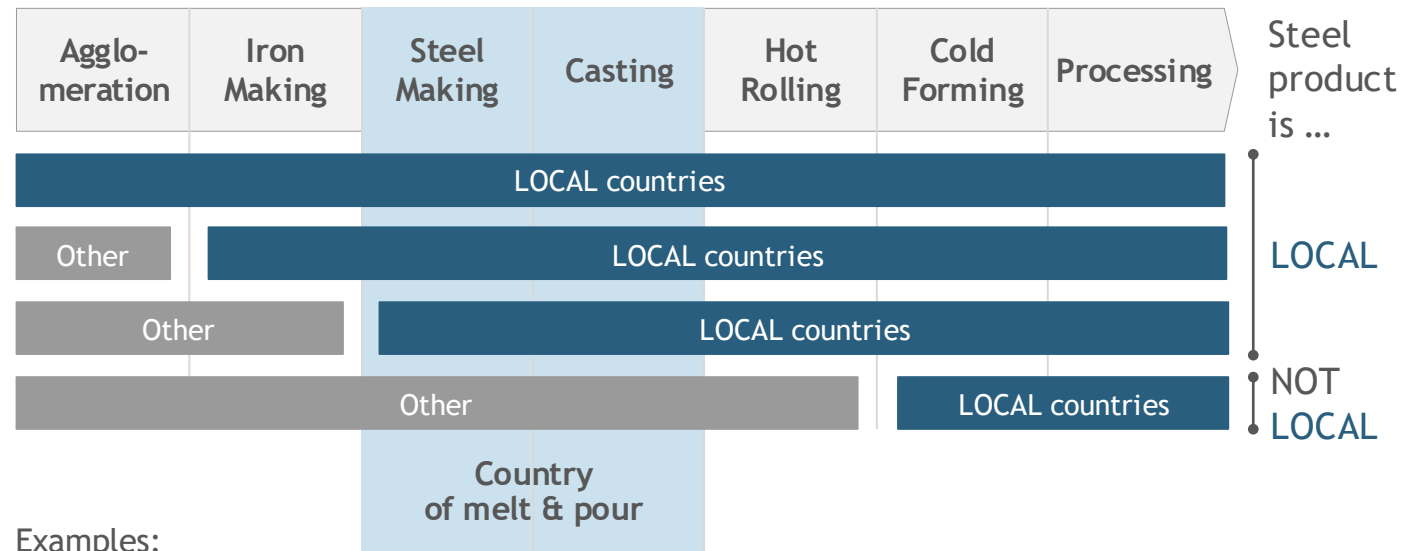 Agglo-
meration
Iron
Making
Steel
Making
Casting
Hot
Rolling
Cold
Forming
Processing
Steel
product
is …
LOCAL countries
Other
LOCAL countries
LOCAL
Other
LOCAL countries
Other
LOCAL countries
NOT
LOCAL
Country
of melt & pour
Examples: